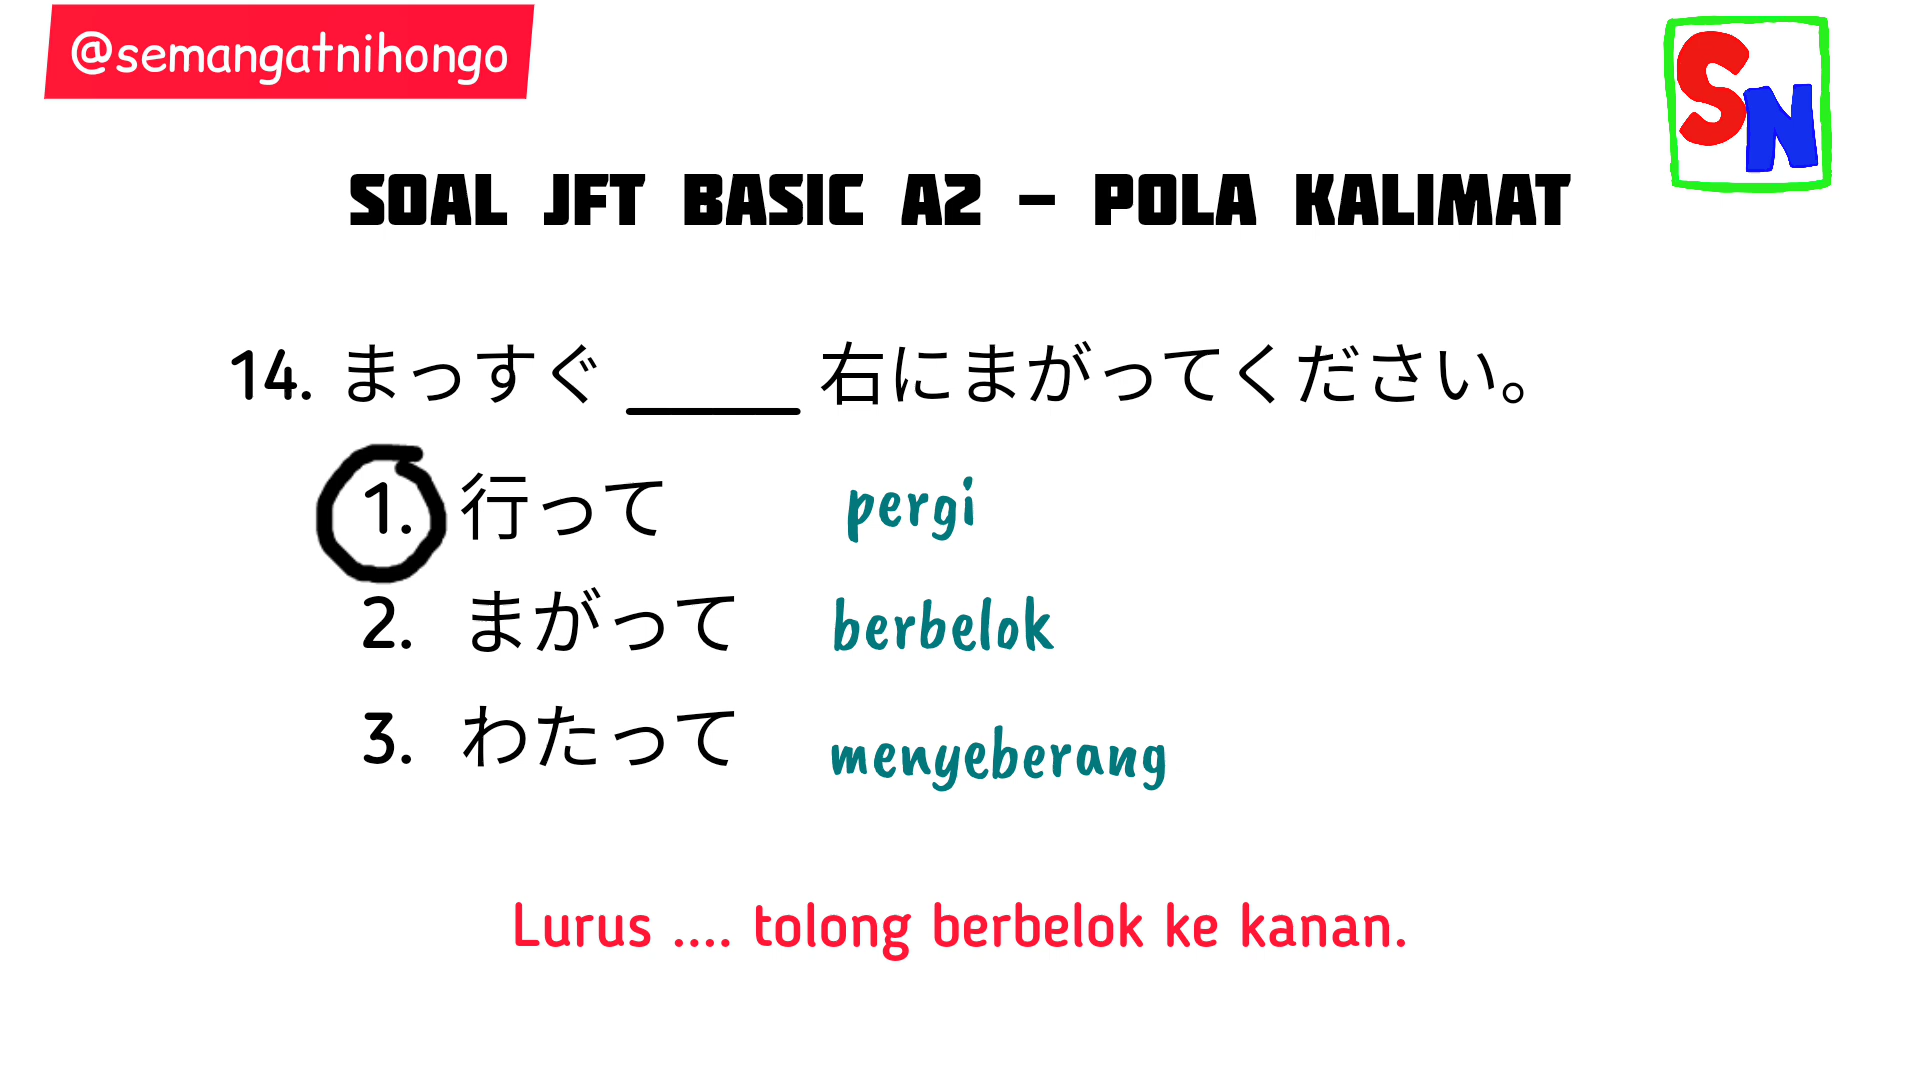 @semangatnihongo
SN
SOAL JFT BASIC A2 - POLA KALIMAT
14. まっすぐ _____ 右にまがってください。
1. 行って pergi
2. まがって berbelok
3. わたって menyeberang
Lurus .... tolong berbelok ke kanan.